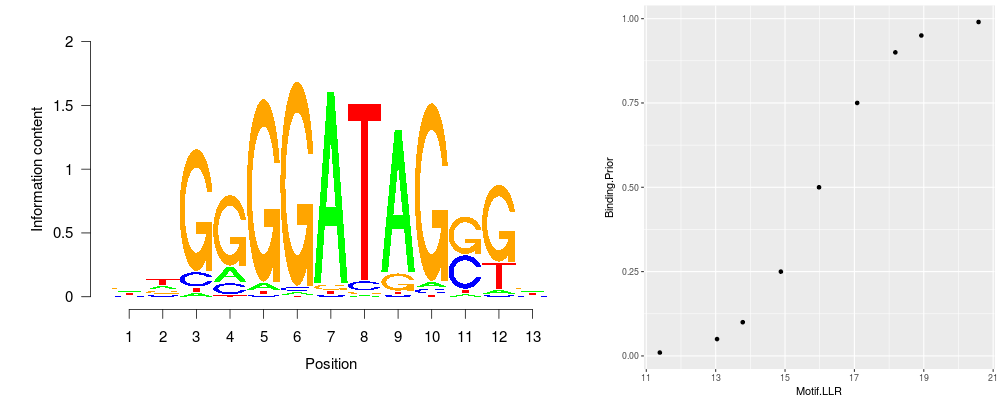 2
1.5
1
0.5
0
Information content
GGGGATAGGG
1 2 3 4 5 6 7 8 9 10 11 12 13
Position
1.00
0.75
0.50
0.25
0.00
Binding.Prior
11 13 15 17 19 21
Motif.LLR